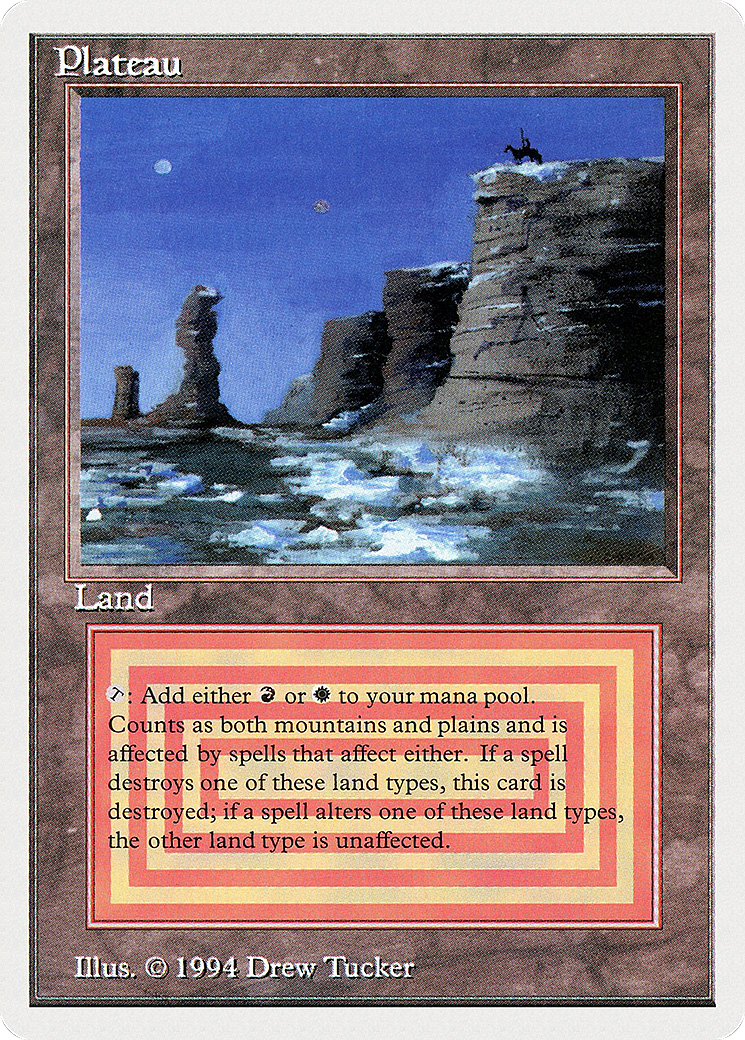 Plateau
Land
T: Add either or to your mana pool.
Counts as both mountains and plains and is
affected by spells that affect either. If a spell
destroys one of these land types, this card is
destroyed; if a spell alters one of these land types,
the other land type is unaffected.
Illus. © 1994 Drew Tucker